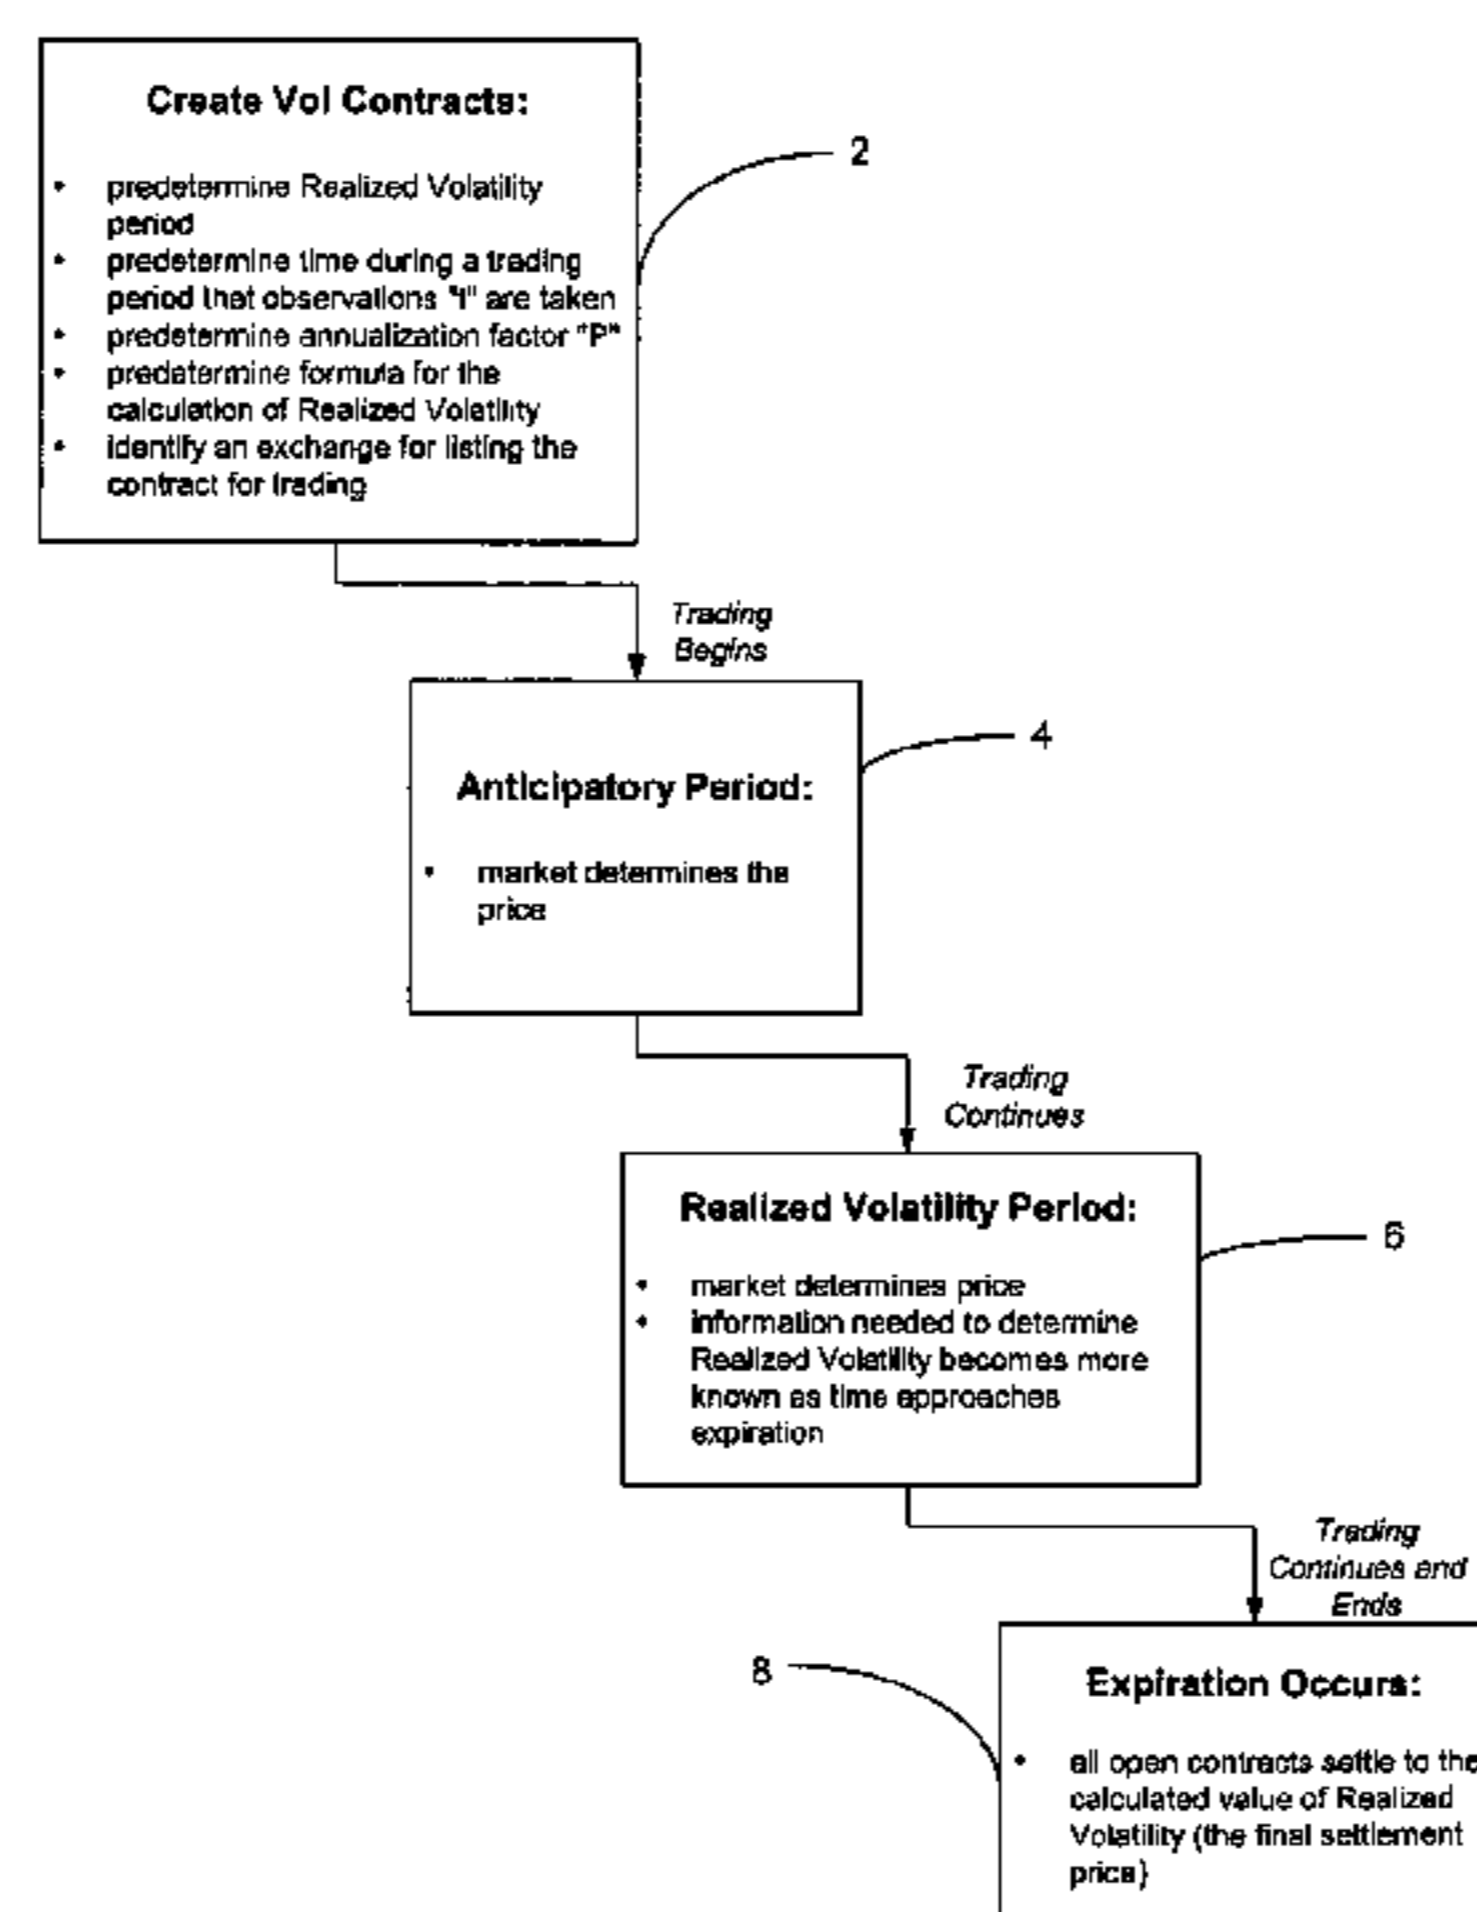 Create Vol Contracts:
• predetermine Realized Volatility
period
• predetermine time during a trading
period that observations "i" are taken
• predetermine annualization factor "P"
• predetermine formula for the
calculation of Realized Volatility
• identify an exchange for listing the
contract for trading
2
Trading
Begins
Anticipatory Period:
• market determines the
price
4
Trading
Continues
Realized Volatility Period:
• market determines price
• information needed to determine
Realized Volatility becomes more
known as time approaches
expiration
6
Trading
Continues and
Ends
8
Expiration Occurs:
• all open contracts settle to the
calculated value of Realized
Volatility (the final settlement
price)